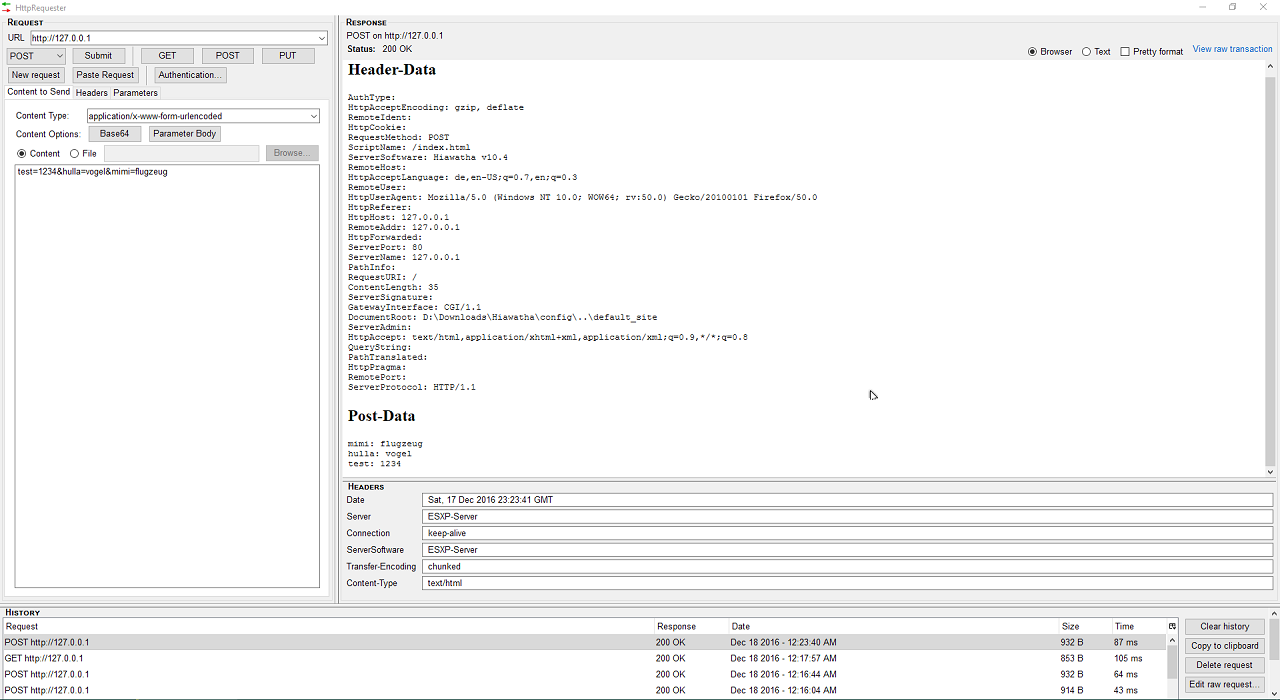 HttpRequester
REQUEST
URL http://127.0.0.1
POST Submit GET POST PUT
New request Paste Request Authentication...
Content to Send Headers Parameters
Content Type: application/x-www-form-urlencoded
Content Options: Base64 Parameter Body
Content File Browse...
test=1234&hulla=vogel&mimi=flugzeug
RESPONSE
POST on http://127.0.0.1
Status: 200 OK
Browser Text Pretty format View raw transaction
Header-Data
AuthType:
HttpAcceptEncoding: gzip, deflate
RemoteIdent:
HttpCookie:
RequestMethod: POST
ScriptName: /index.html
ServerSoftware: Hiawatha v10.4
RemoteHost:
HttpAcceptLanguage: de,en-US;q=0.7,en;q=0.3
RemoteUser:
HttpUserAgent: Mozilla/5.0 (Windows NT 10.0; WOW64; rv:50.0) Gecko/20100101 Firefox/50.0
HttpReferer:
HttpHost: 127.0.0.1
RemoteAddr: 127.0.0.1
HttpForwarded:
ServerPort: 80
ServerName: 127.0.0.1
PathInfo:
RequestURI: /
ContentLength: 35
ServerSignature:
GatewayInterface: CGI/1.1
DocumentRoot: D:\Downloads\Hiawatha\config\..\default_site
ServerAdmin:
HttpAccept: text/html,application/xhtml+xml,application/xml;q=0.9,*/*;q=0.8
QueryString:
PathTranslated:
HttpPragma:
RemotePort:
ServerProtocol: HTTP/1.1
Post-Data
mimi: flugzeug
hulla: vogel
test: 1234
HEADERS
Date Sat, 17 Dec 2016 23:23:41 GMT
Server ESXP-Server
Connection keep-alive
ServerSoftware ESXP-Server
Transfer-Encoding chunked
Content-Type text/html
HISTORY
Request Response Date Size Time
POST http://127.0.0.1 200 OK Dec 18 2016 - 12:23:40 AM 932 B 87 ms
GET http://127.0.0.1 200 OK Dec 18 2016 - 12:17:57 AM 853 B 105 ms
POST http://127.0.0.1 200 OK Dec 18 2016 - 12:16:44 AM 932 B 64 ms
POST http://127.0.0.1 200 OK Dec 18 2016 - 12:16:04 AM 914 B 43 ms
Clear history
Copy to clipboard
Delete request
Edit raw request...